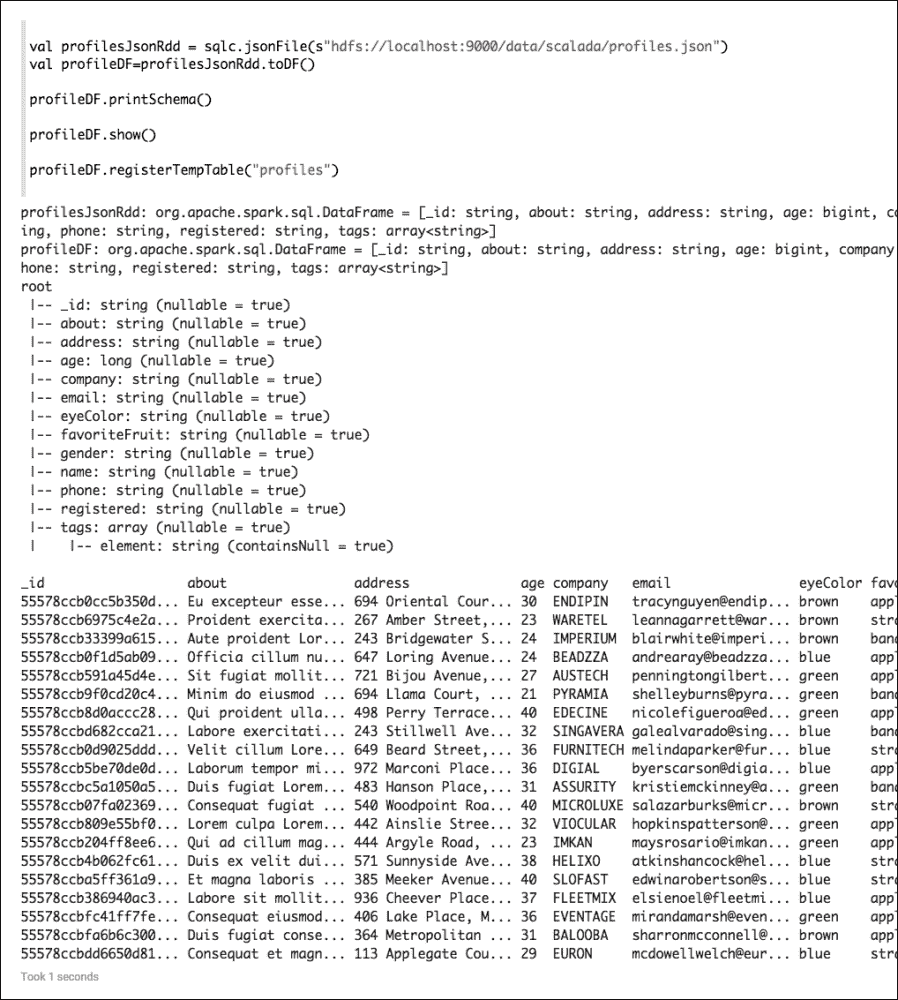 val profilesJsonRdd = sqlc.jsonFile(s"hdfs://localhost:9000/data/scalada/profiles.json")
val profileDF=profilesJsonRdd.toDF()
profileDF.printSchema()
profileDF.show()
profileDF.registerTempTable("profiles")
profilesJsonRdd: org.apache.spark.sql.DataFrame = [_id: string, about: string, address: string, age: bigint, co
ing, phone: string, registered: string, tags: array<string>]
profileDF: org.apache.spark.sql.DataFrame = [_id: string, about: string, address: string, age: bigint, company
hone: string, registered: string, tags: array<string>]
root
|-- _id: string (nullable = true)
|-- about: string (nullable = true)
|-- address: string (nullable = true)
|-- age: long (nullable = true)
|-- company: string (nullable = true)
|-- email: string (nullable = true)
|-- eyeColor: string (nullable = true)
|-- favoriteFruit: string (nullable = true)
|-- gender: string (nullable = true)
|-- name: string (nullable = true)
|-- phone: string (nullable = true)
|-- registered: string (nullable = true)
|-- tags: array (nullable = true)
|    |-- element: string (containsNull = true)
_id about address age company email eyeColor favo
55578ccb0cc5b350d... Eu excepteur esse... 694 Oriental Cour... 30 ENDIPIN tracynguyen@endip... brown appl
55578ccb6975c4e2a... Proident exercita... 267 Amber Street,... 23 WARETEL leannagarrett@war... brown stra
55578ccb33399a615... Aute proident Lor... 243 Bridgewater S... 24 IMPERIUM blairwhite@imperi... brown bana
55578ccb0f1d5ab09... Officia cillum nu... 647 Loring Avenue... 24 BEADZZA andrearay@beadzza... blue appl
55578ccb591a45d4e... Sit fugiat mollit... 721 Bijou Avenue,... 27 AUSTECH penningtongilbert... green appl
55578ccb9f0cd20c4... Minim do eiusmod ... 694 Llama Court, ... 21 PYRAMIA shelleyburns@pyra... green bana
55578ccb8d0accc28... Qui proident ulla... 498 Perry Terrace... 40 EDECINE nicolefigueroa@ed... green appl
55578ccbd682cca21... Labore exercitati... 243 Stillwell Ave... 32 SINGAVERA galealvarado@sing... blue bana
55578ccb0d9025ddd... Velit cillum Lore... 649 Beard Street,... 36 FURNITECH melindaparker@fur... blue stra
55578ccb5be70de0d... Laborum tempor mi... 972 Marconi Place... 36 DIGIAL byerscarson@digia... blue appl
55578ccbc5a1050a5... Duis fugiat Lorem... 483 Hanson Place,... 31 ASSURITY kristiemckinney@a... green appl
55578ccb07fa02369... Consequat fugiat ... 540 Woodpoint Roa... 40 MICROLUXE salazarburks@micr... brown stra
55578ccb809e55bf0... Lorem culpa Lorem... 442 Ainslie Stree... 32 VIOCULAR hopkinspatterson@... green appl
55578ccb204ff8ee6... Qui ad cillum mag... 444 Argyle Road, ... 23 IMKAN maysrosario@imkan... green appl
55578ccb4b062fc61... Duis ex velit dui... 571 Sunnyside Ave... 38 HELIXO atkinshancock@hel... blue stra
55578ccba5ff361a9... Et magna laboris ... 385 Meeker Avenue... 40 SLOFAST edwinarobertson@s... blue stra
55578ccb386940ac3... Labore sit mollit... 936 Cheever Place... 37 FLEETMIX elsienoel@fleetmi... blue stra
55578ccbfc41ff7fe... Consequat eiusmod... 406 Lake Place, M... 36 EVENTAGE mirandamarsh@even... green appl
55578ccbfa6b6c300... Duis fugiat conse... 364 Metropolitan ... 31 BALOOBA sharronmcconnell@... brown appl
55578ccbdd6650d81... Consequat et magn... 113 Applegate Cou... 29 EURON mcdowellwelch@eur... blue stra
Took 1 seconds